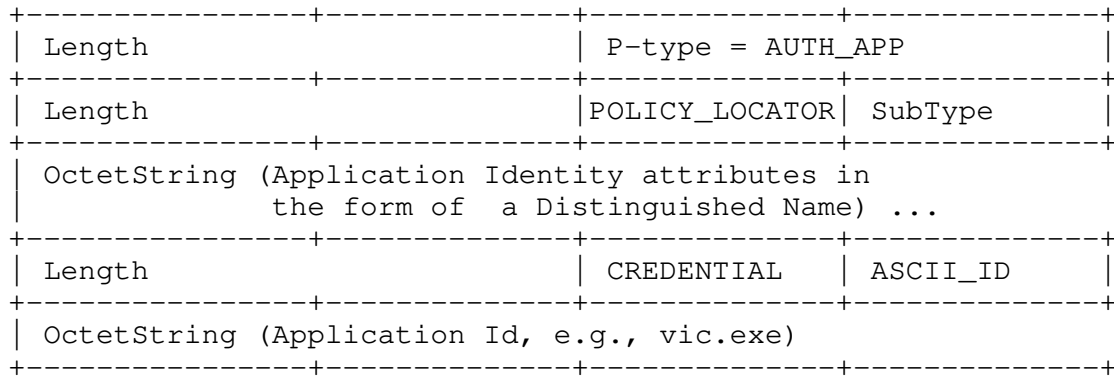 +----------------+---------------+---------------+---------------+
| Length                         | P-type = AUTH_APP             |
+----------------+---------------+---------------+---------------+
| Length                         |POLICY_LOCATOR| SubType        |
+----------------+---------------+---------------+---------------+
| OctetString (Application Identity attributes in
|             the form of  a Distinguished Name) ...
+----------------+---------------+---------------+---------------+
| Length                         | CREDENTIAL   | ASCII_ID       |
+----------------+---------------+---------------+---------------+
| OctetString (Application Id, e.g., vic.exe)
+----------------+---------------+---------------+---------------+